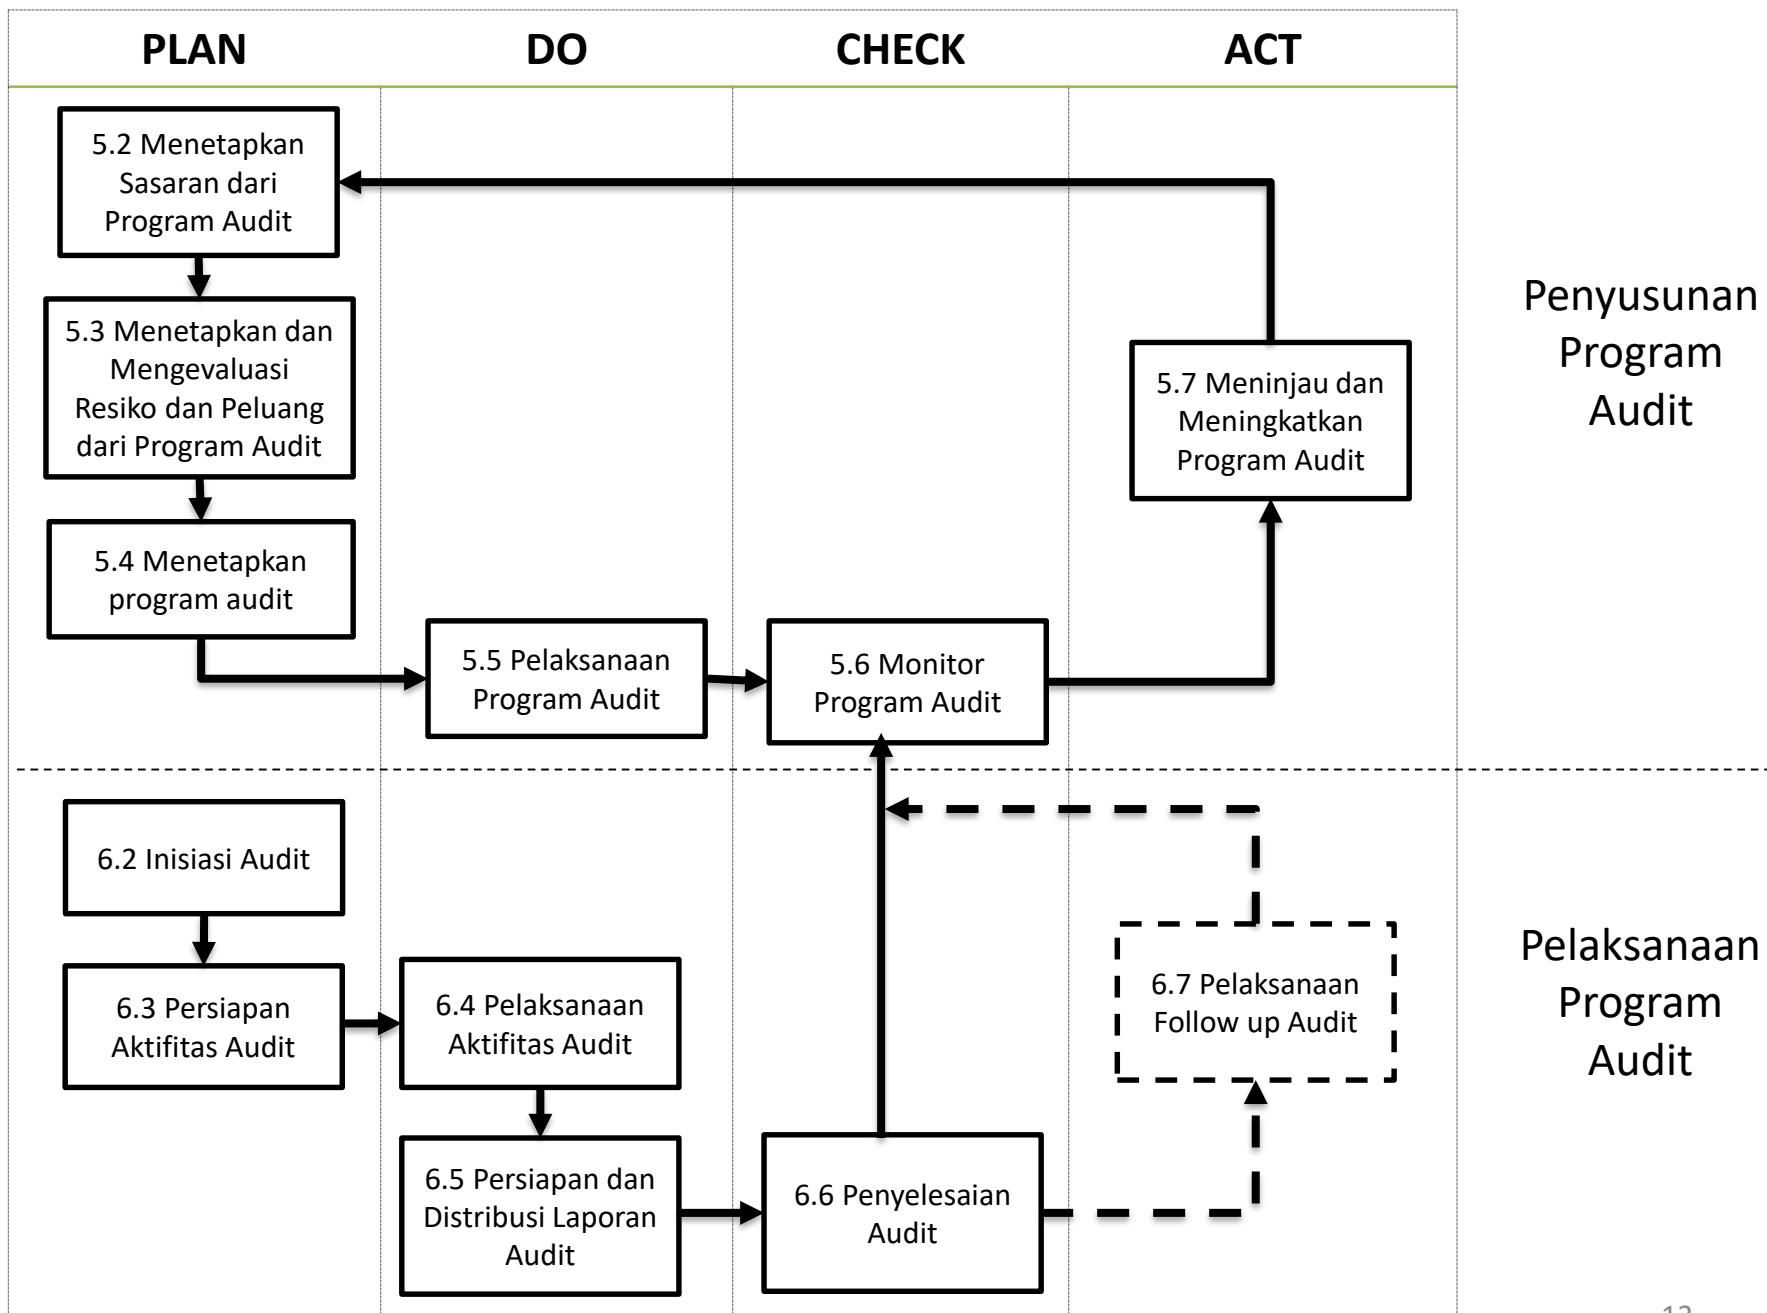 PLAN
DO
CHECK
ACT
5.2 Menetapkan
Sasaran dari
Program Audit
5.3 Menetapkan dan
Mengevaluasi
Resiko dan Peluang
dari Program Audit
5.4 Menetapkan
program audit
5.5 Pelaksanaan
Program Audit
5.6 Monitor
Program Audit
5.7 Meninjau dan
Meningkatkan
Program Audit
Penyusunan
Program
Audit
6.2 Inisiasi Audit
6.3 Persiapan
Aktifitas Audit
6.4 Pelaksanaan
Aktifitas Audit
6.5 Persiapan dan
Distribusi Laporan
Audit
6.6 Penyelesaian
Audit
6.7 Pelaksanaan
Follow up Audit
Pelaksanaan
Program
Audit